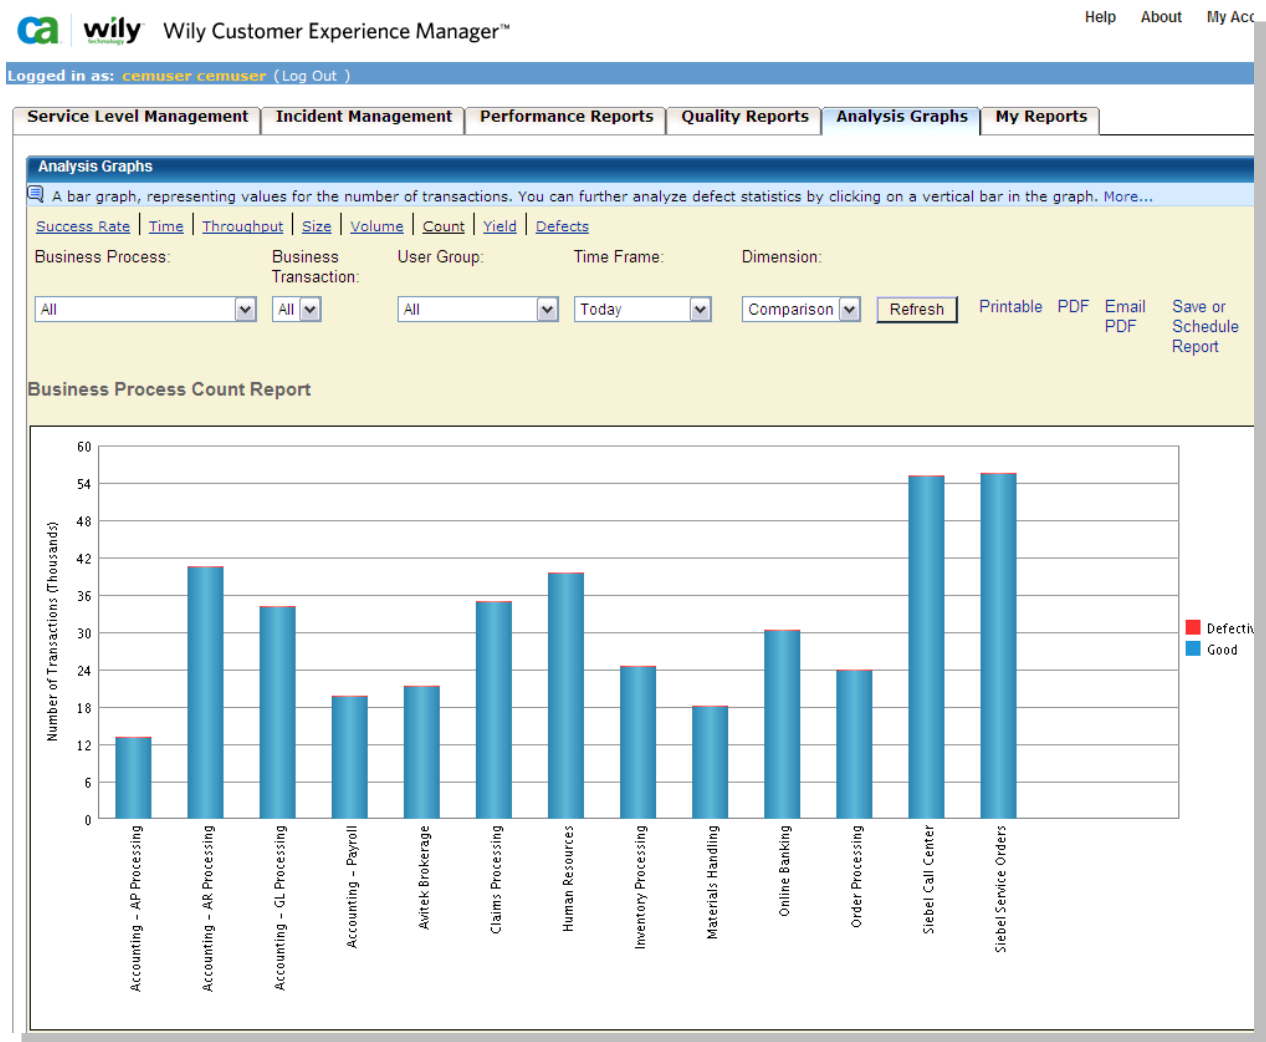 Help About My Acc
ca wily technology Wily Customer Experience Manager™
Logged in as: cemuser cemuser ( Log Out )
Service Level Management Incident Management Performance Reports Quality Reports Analysis Graphs My Reports
Analysis Graphs
A bar graph, representing values for the number of transactions. You can further analyze defect statistics by clicking on a vertical bar in the graph. More...
Success Rate Time Throughput Size Volume Count Yield Defects
Business Process: Business Transaction: User Group: Time Frame: Dimension:
All All All Today Comparison Refresh Printable PDF Email PDF Save or Schedule Report
Business Process Count Report
Number of Transactions (Thousands)
60
54
48
42
36
30
24
18
12
6
0
Defectiv
Good
Accounting - AP Processing
Accounting - AR Processing
Accounting - GL Processing
Accounting - Payroll
Avitek Brokerage
Claims Processing
Human Resources
Inventory Processing
Materials Handling
Online Banking
Order Processing
Siebel Call Center
Siebel Service Orders